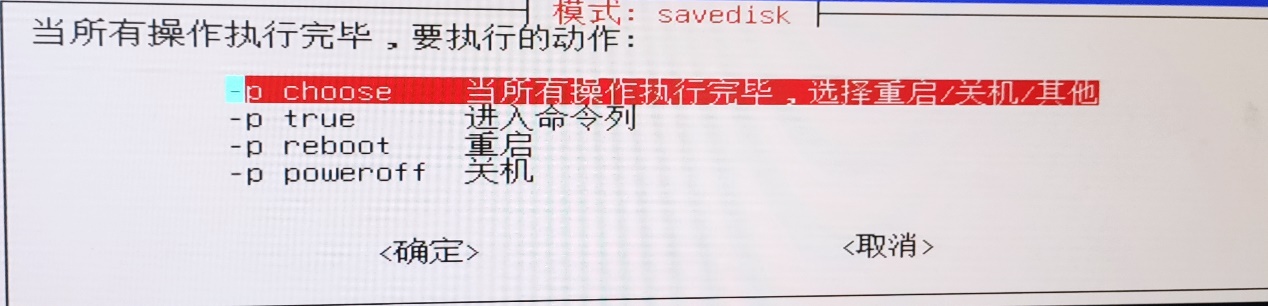 模式: savedisk
当所有操作执行完毕，要执行的动作:
-p choose 当所有操作执行完毕，选择重启/关机/其他
-p true 进入命令列
-p reboot 重启
-p poweroff 关机
<确定> <取消>